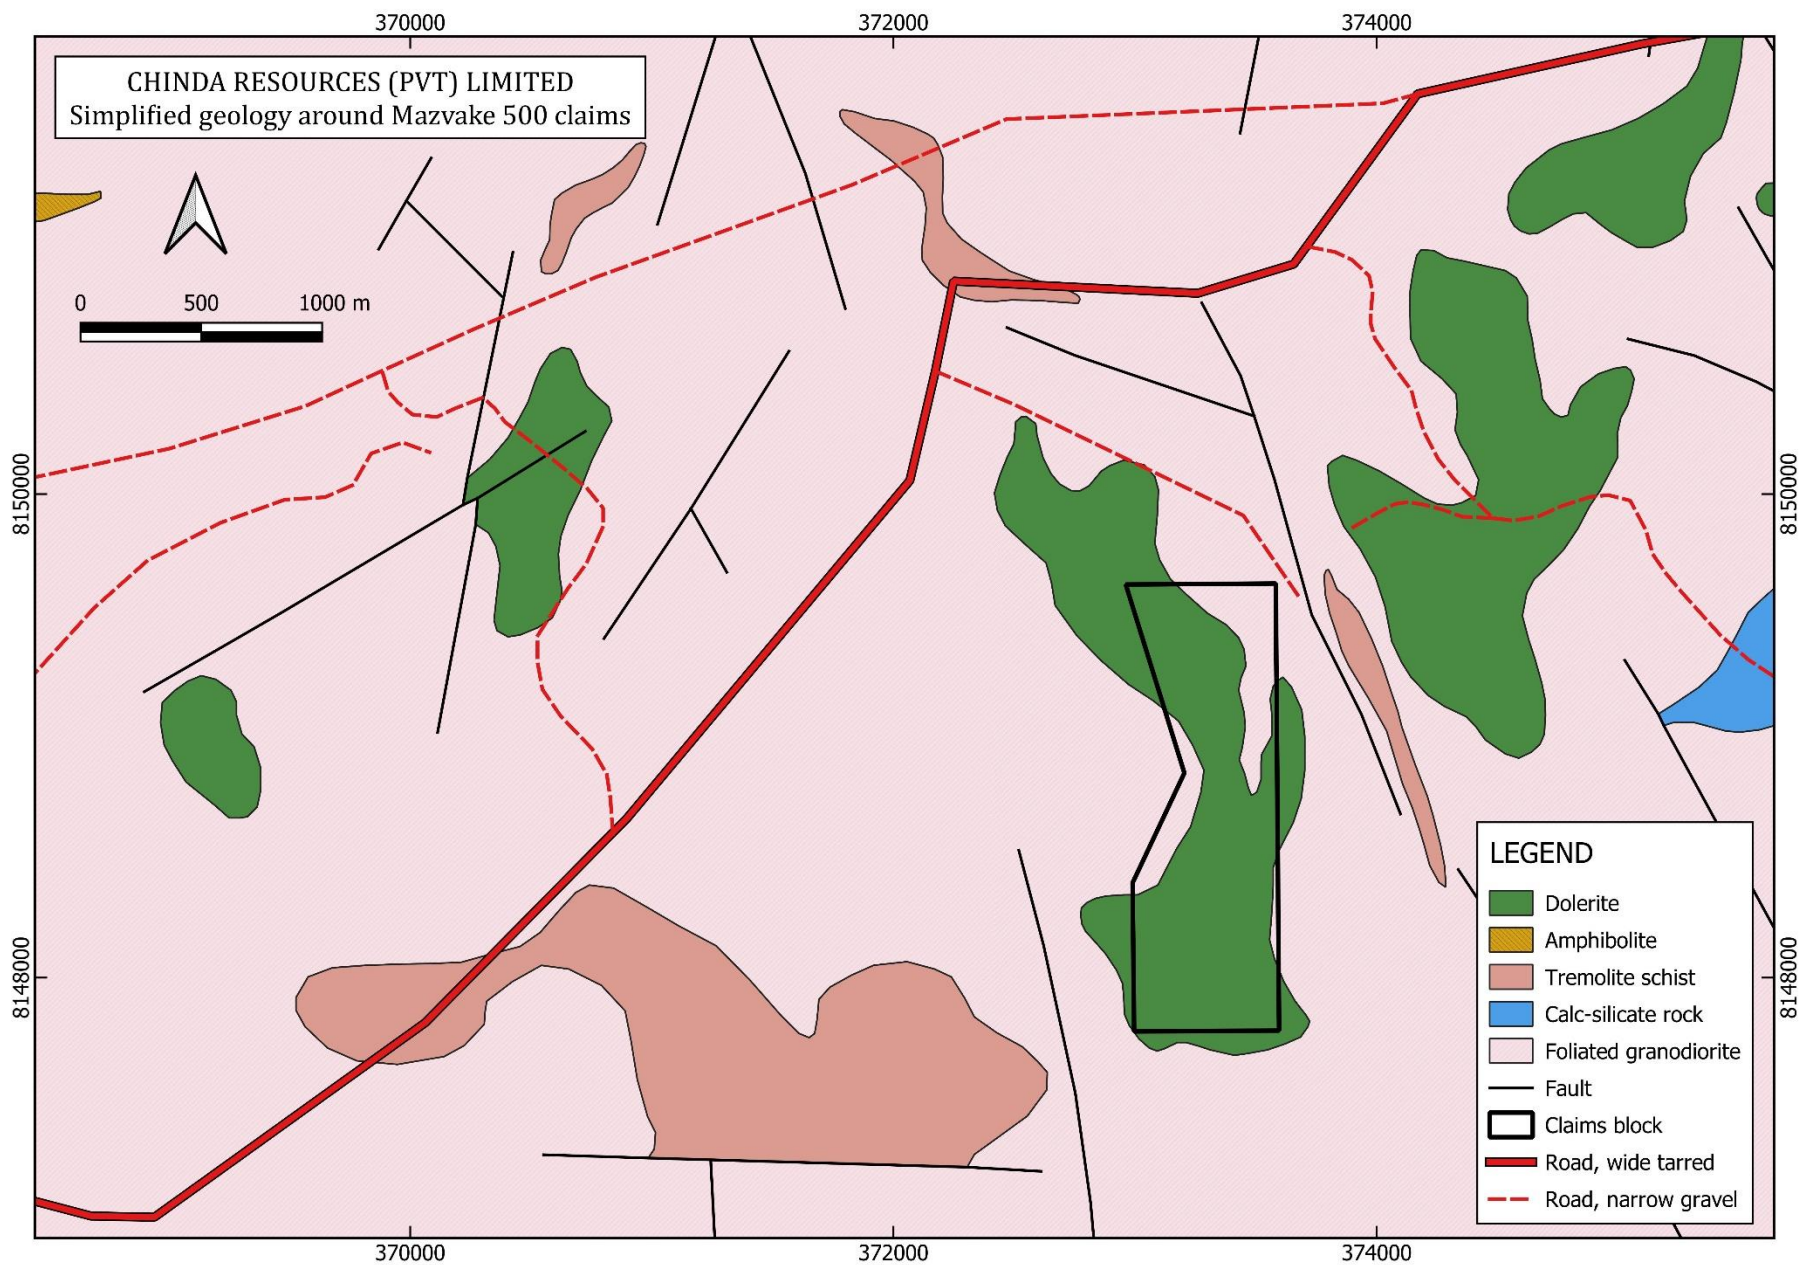 370000
372000
374000
CHINDA RESOURCES (PVT) LIMITED
Simplified geology around Mazvake 500 claims
0 500 1000 m
8150000
8150000
8148000
8148000
LEGEND
Dolerite
Amphibolite
Tremolite schist
Calc-silicate rock
Foliated granodiorite
Fault
Claims block
Road, wide tarred
Road, narrow gravel
370000
372000
374000